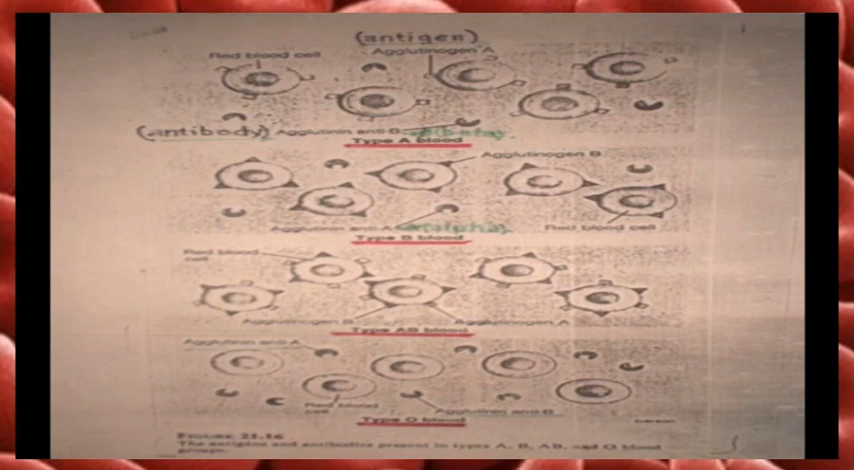 (antigen)
Red blood cell
Agglutinogen A
(antibody) Agglutinin anti-B (beta)
Type A blood
Agglutinogen B
Agglutinin anti-A (alpha)
Red blood cell
Type B blood
Red blood
cell
Agglutinogen B
Agglutinogen A
Type AB blood
Agglutinin anti-A
Red blood
cell
Agglutinin anti-B
Type O blood
FIGURE 21.16
The antigens and antibodies present in types A, B, AB, and O blood
groups.